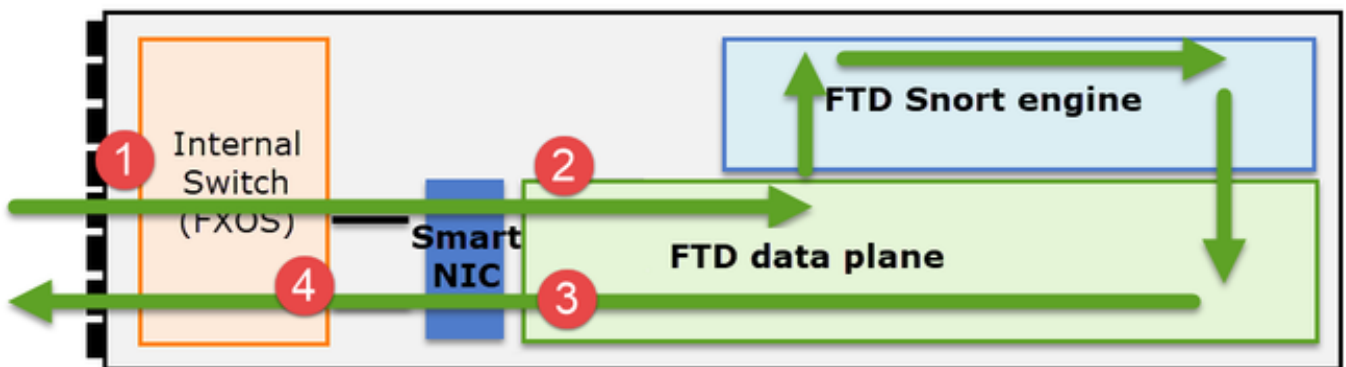 FTD Snort engine
1
Internal
Switch
(FXOS)
2
Smart
NIC
FTD data plane
4
3